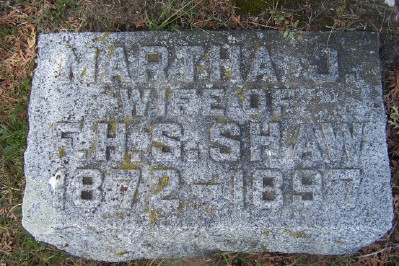 MARTHA J.
WIFE OF
F. H. S. SHAW
1872-1897